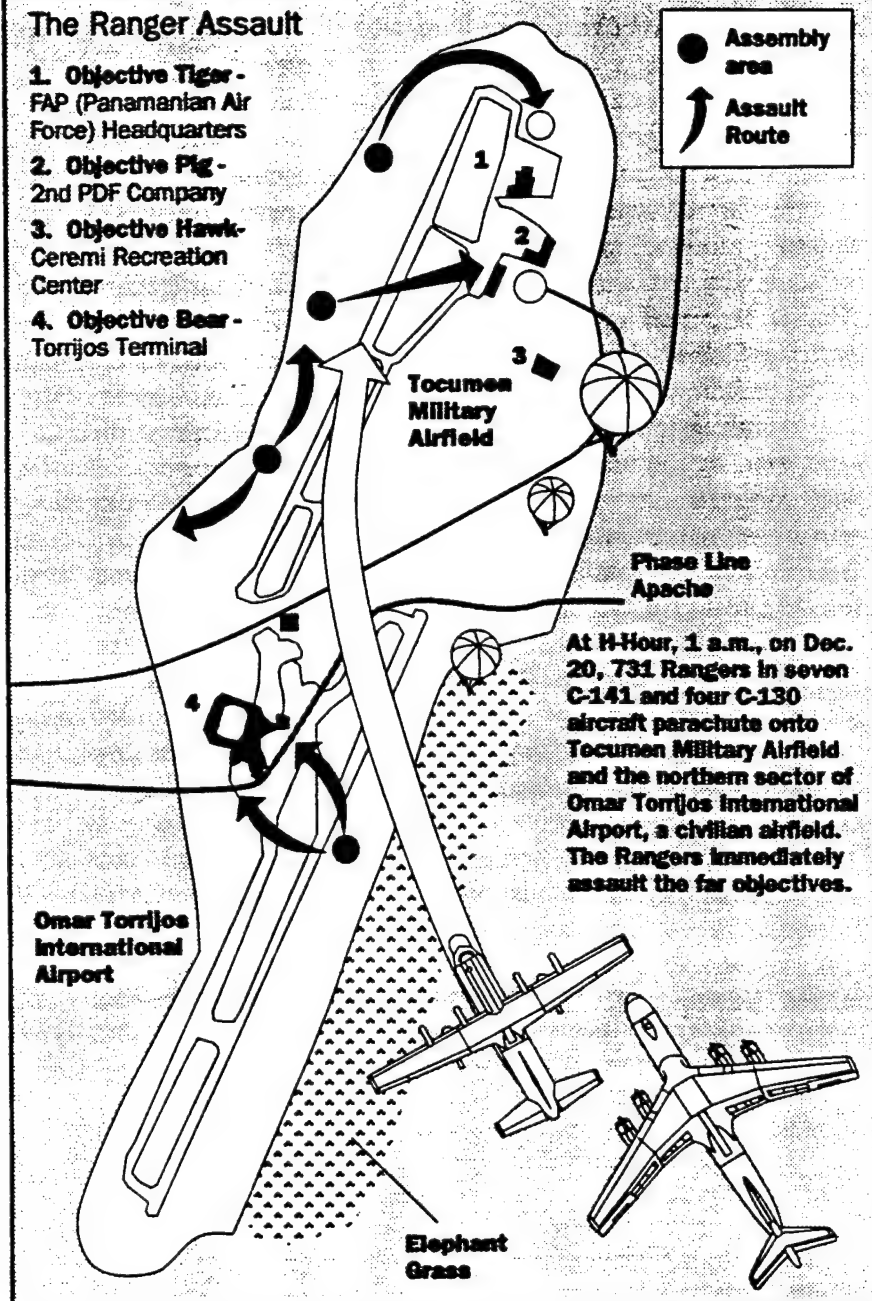 The Ranger Assault
1. Objective Tiger -
FAP (Panamanian Air
Force) Headquarters
2. Objective Pig -
2nd PDF Company
3. Objective Hawk-
Ceremi Recreation
Center
4. Objective Bear -
Torrijos Terminal
Assembly
area
Assault
Route
1
2
3
Tocumen
Military
Airfield
Phase Line
Apache
At H-Hour, 1 a.m., on Dec.
20, 731 Rangers in seven
C-141 and four C-130
aircraft parachute onto
Tocumen Military Airfield
and the northern sector of
Omar Torrijos International
Airport, a civilian airfield.
The Rangers immediately
assault the far objectives.
4
Omar Torrijos
International
Airport
Elephant
Grass